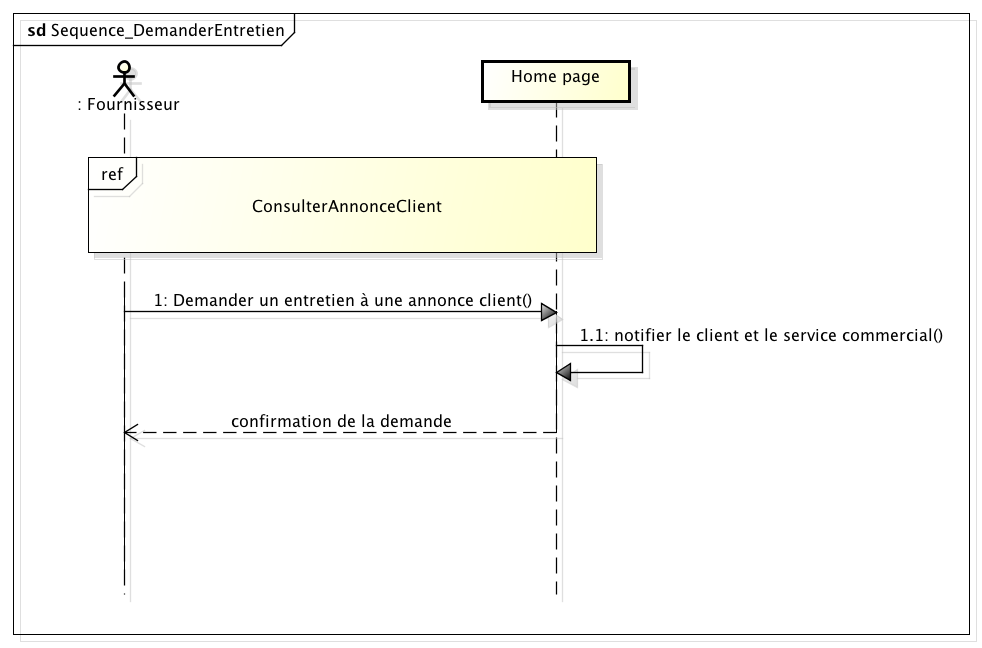 sd Sequence_DemanderEntretien
: Fournisseur
Home page
ref
ConsulterAnnonceClient
1: Demander un entretien à une annonce client()
1.1: notifier le client et le service commercial()
confirmation de la demande